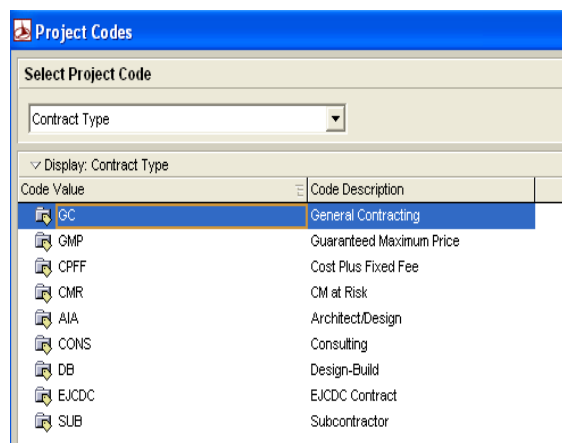 Project Codes
Select Project Code
Contract Type
Display: Contract Type
Code Value Code Description
GC General Contracting
GMP Guaranteed Maximum Price
CPFF Cost Plus Fixed Fee
CMR CM at Risk
AIA Architect/Design
CONS Consulting
DB Design-Build
EJCDC EJCDC Contract
SUB Subcontractor